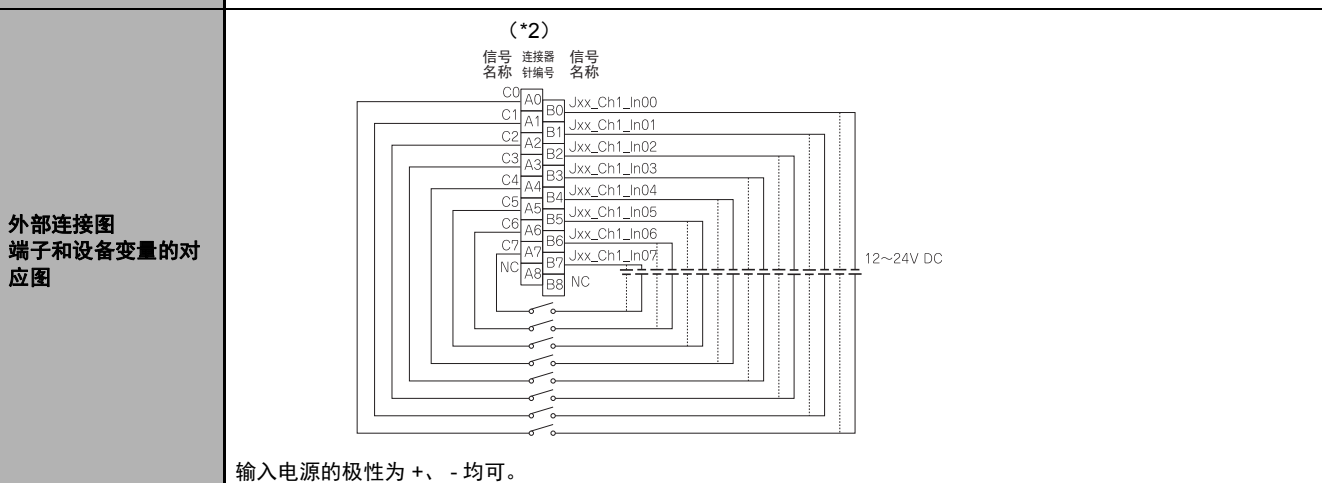 (*2)
信号 连接器 信号
名称 针编号 名称
C0 A0 B0 Jxx_Ch1_In00
C1 A1 B1 Jxx_Ch1_In01
C2 A2 B2 Jxx_Ch1_In02
C3 A3 B3 Jxx_Ch1_In03
C4 A4 B4 Jxx_Ch1_In04
C5 A5 B5 Jxx_Ch1_In05
C6 A6 B6 Jxx_Ch1_In06
C7 A7 B7 Jxx_Ch1_In07
NC A8 B8 NC
12～24V DC
外部连接图
端子和设备变量的对
应图
输入电源的极性为 +、 - 均可。